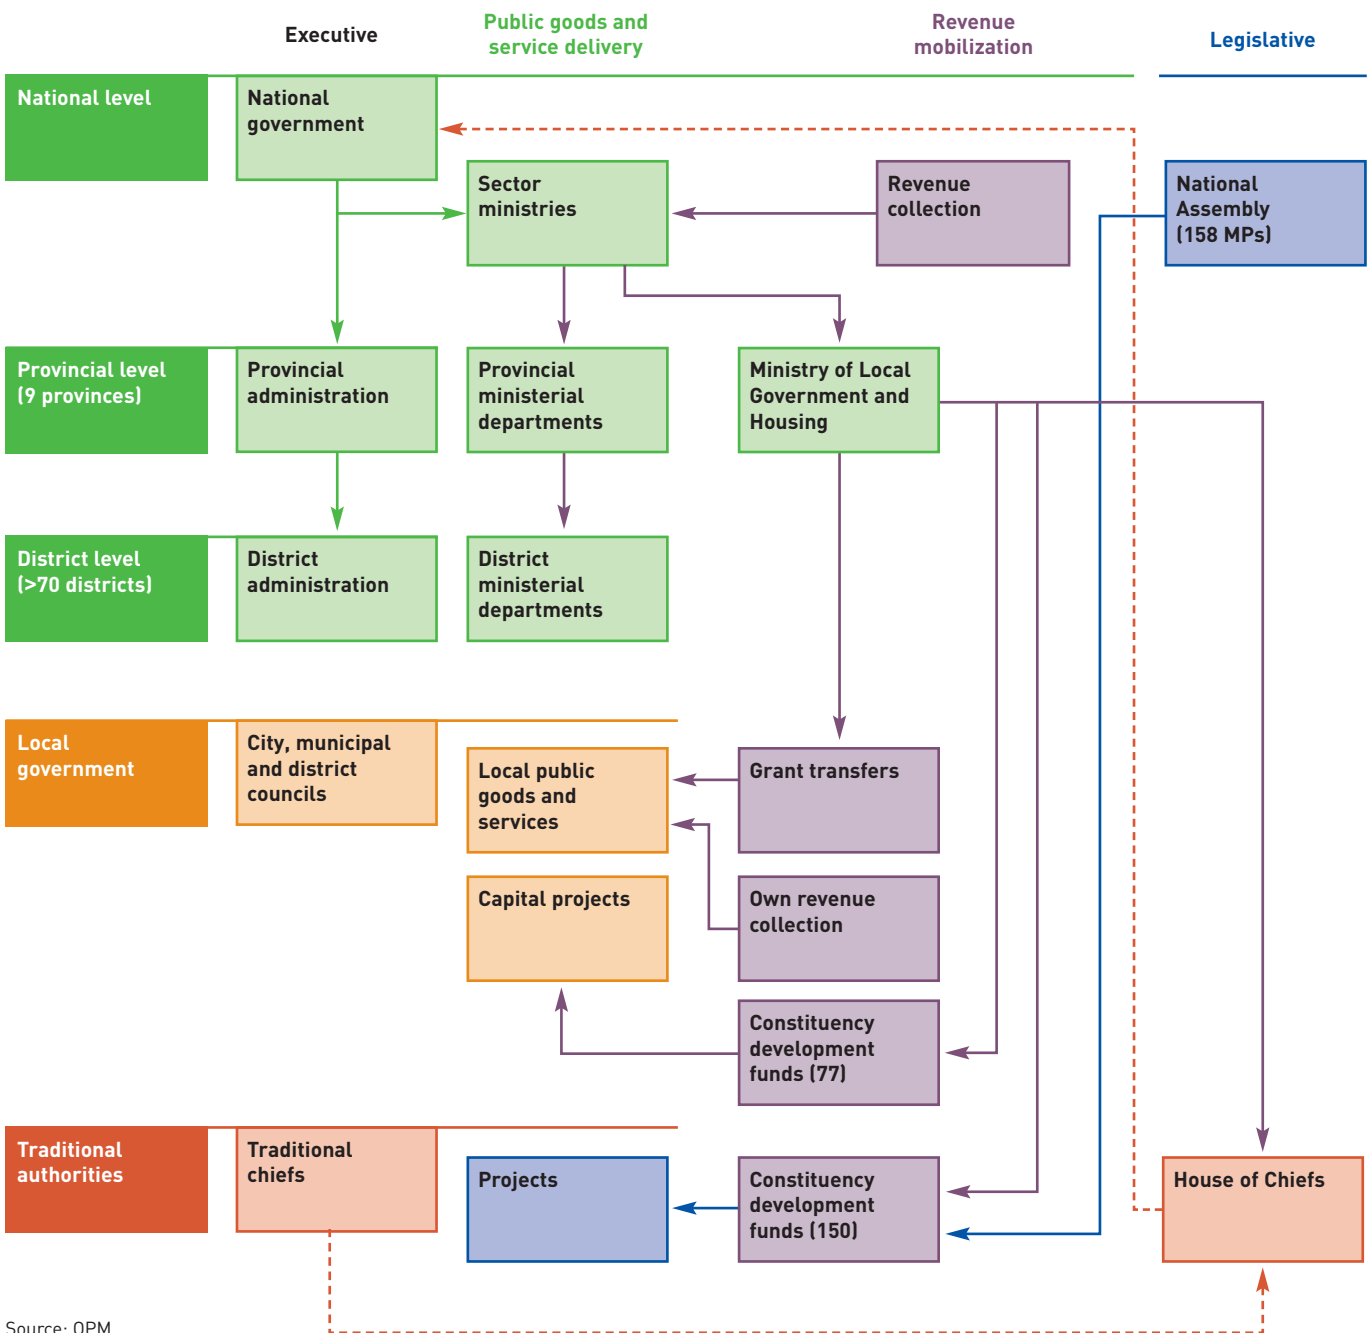 Executive
Public goods and
service delivery
Revenue
mobilization
Legislative
National level
National
government
Sector
ministries
Revenue
collection
National
Assembly
(158 MPs)
Provincial level
(9 provinces)
Provincial
administration
Provincial
ministerial
departments
Ministry of Local
Government and
Housing
District level
(>70 districts)
District
administration
District
ministerial
departments
Local
government
City, municipal
and district
councils
Local public
goods and
services
Grant transfers
Capital projects
Own revenue
collection
Constituency
development
funds (77)
Traditional
authorities
Traditional
chiefs
Projects
Constituency
development
funds (150)
House of Chiefs
Source: OPM